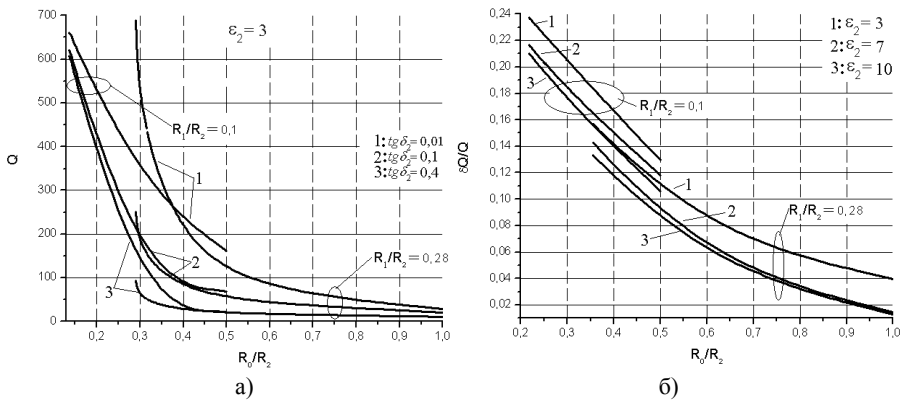 Q
700
600
500
400
300
200
100
0
ε₂ = 3
R₁/R₂ = 0,1
1: tgδ₂ = 0,01
2: tgδ₂ = 0,1
3: tgδ₂ = 0,4
1
2
3
R₁/R₂ = 0,28
0,2 0,3 0,4 0,5 0,6 0,7 0,8 0,9 1,0
R₀/R₂
а)
δQ/Q
0,24
0,22
0,20
0,18
0,16
0,14
0,12
0,10
0,08
0,06
0,04
0,02
1
2
3
1: ε₂ = 3
2: ε₂ = 7
3: ε₂ = 10
R₁/R₂ = 0,1
1
2
3
R₁/R₂ = 0,28
0,2 0,3 0,4 0,5 0,6 0,7 0,8 0,9 1,0
R₀/R₂
б)